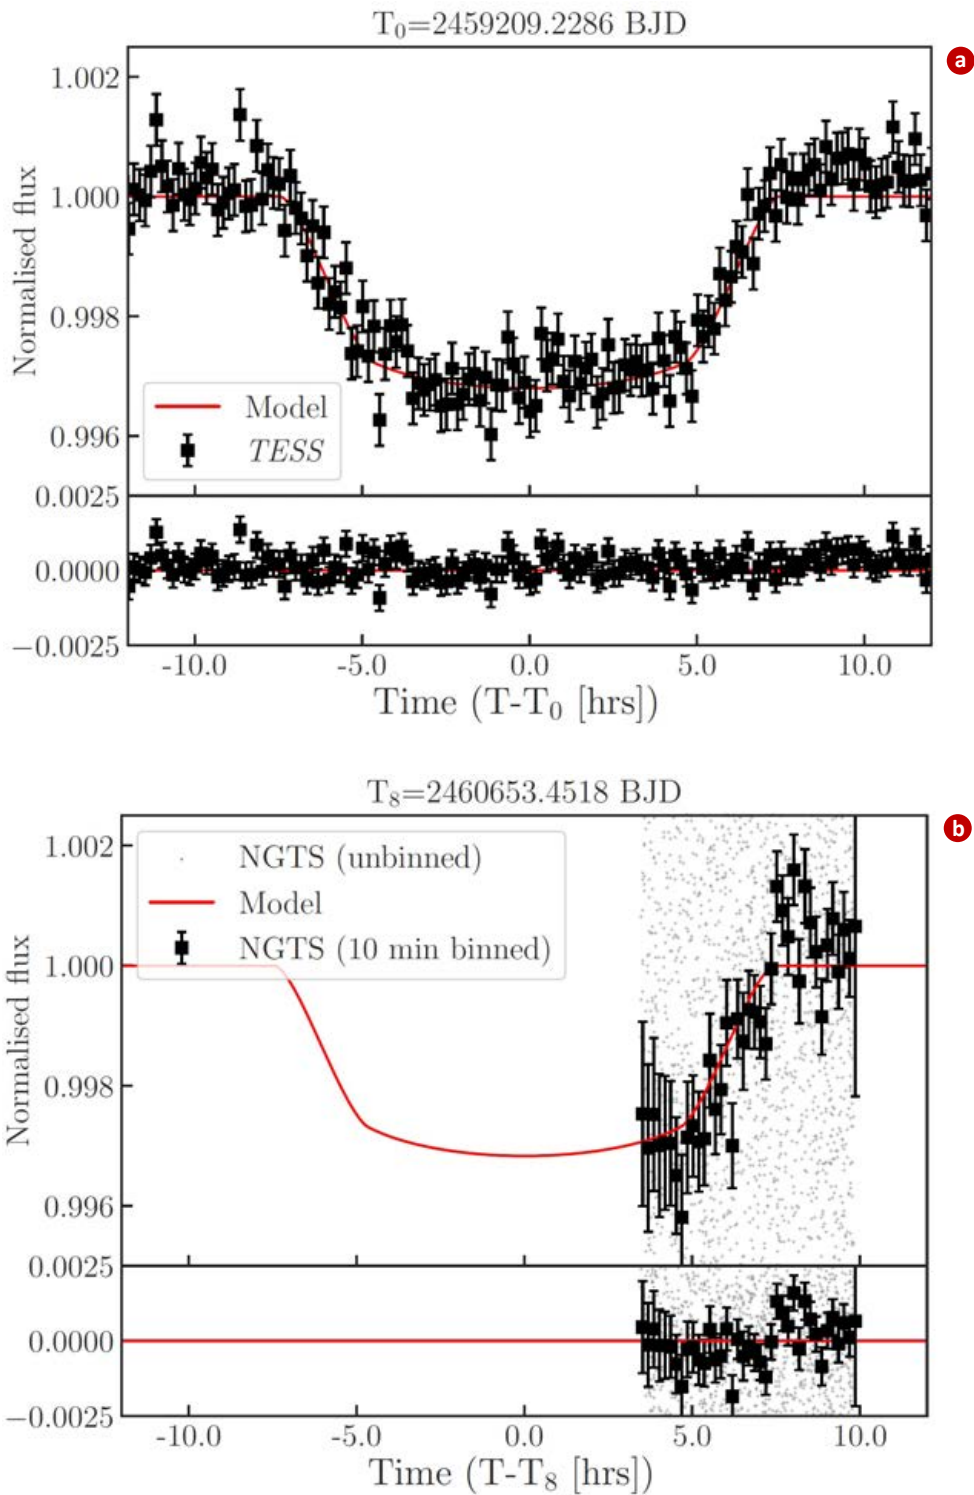 T₀=2459209.2286 BJD
a
1.002
1.000
0.998
0.996
Normalised flux
Model
TESS
0.0025
0.0000
−0.0025
-10.0 -5.0 0.0 5.0 10.0
Time (T-T₀ [hrs])
T₈=2460653.4518 BJD
b
1.002
1.000
0.998
0.996
Normalised flux
NGTS (unbinned)
Model
NGTS (10 min binned)
0.0025
0.0000
−0.0025
-10.0 -5.0 0.0 5.0 10.0
Time (T-T₈ [hrs])